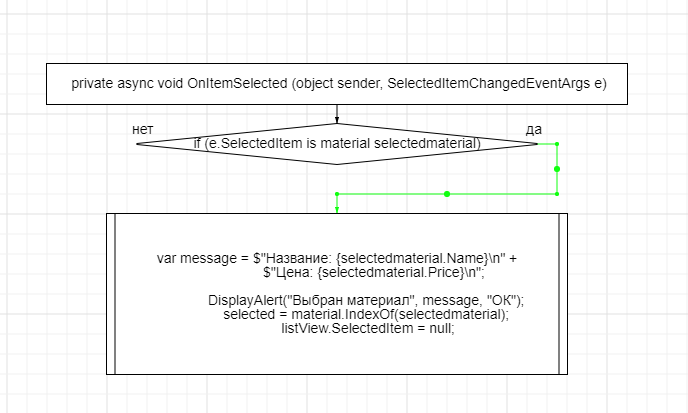 private async void OnItemSelected (object sender, SelectedItemChangedEventArgs e)
нет
да
if (e.SelectedItem is material selectedmaterial)
var message = $"Название: {selectedmaterial.Name}\n" +
$"Цена: {selectedmaterial.Price}\n";
DisplayAlert("Выбран материал", message, "ОК");
selected = material.IndexOf(selectedmaterial);
listView.SelectedItem = null;